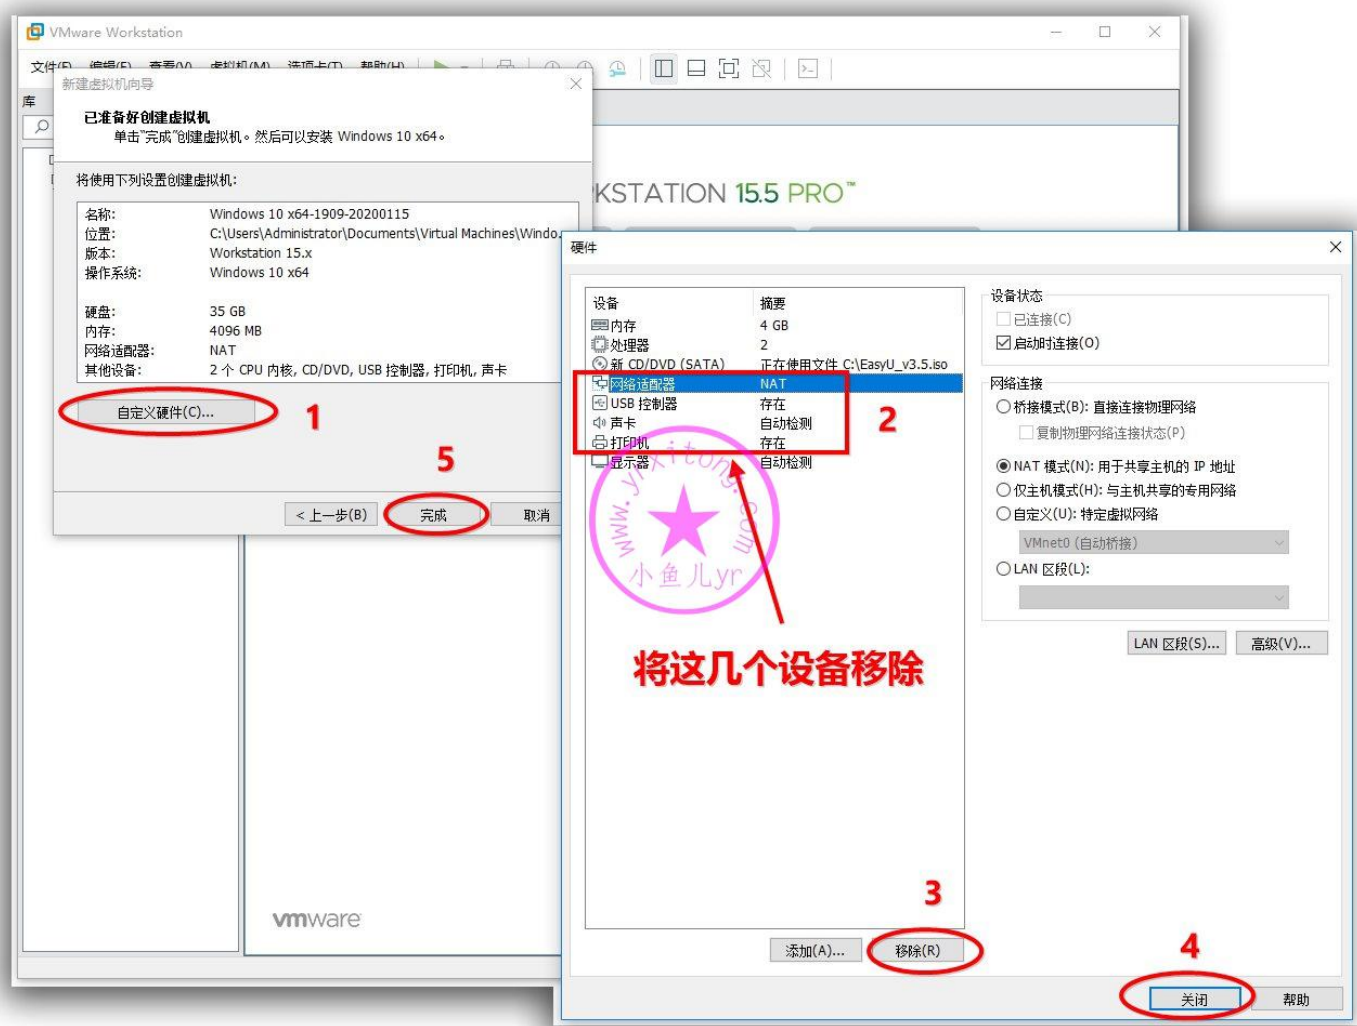 VMware Workstation
文件(F) 编辑(E) 查看(V) 虚拟机(M) 选项卡(T) 帮助(H)
库
新建虚拟机向导
已准备好创建虚拟机
单击"完成"创建虚拟机。然后可以安装 Windows 10 x64。
将使用下列设置创建虚拟机:
名称: Windows 10 x64-1909-20200115
位置: C:\Users\Administrator\Documents\Virtual Machines\Windo...
版本: Workstation 15.x
操作系统: Windows 10 x64
硬盘: 35 GB
内存: 4096 MB
网络适配器: NAT
其他设备: 2 个 CPU 内核, CD/DVD, USB 控制器, 打印机, 声卡
自定义硬件(C)...
1
5
< 上一步(B) 完成 取消
KSTATION 15.5 PRO™
vmware
硬件
设备 摘要
内存 4 GB
处理器 2
新 CD/DVD (SATA) 正在使用文件 C:\EasyU_v3.5.iso
网络适配器 NAT
USB 控制器 存在
声卡 自动检测
打印机 存在
显示器 自动检测
2
www.yrxitong.com
小鱼儿yr
将这几个设备移除
3
添加(A)... 移除(R)
设备状态
已连接(C)
启动时连接(O)
网络连接
桥接模式(B): 直接连接物理网络
复制物理网络连接状态(P)
NAT 模式(N): 用于共享主机的 IP 地址
仅主机模式(H): 与主机共享的专用网络
自定义(U): 特定虚拟网络
VMnet0 (自动桥接)
LAN 区段(L):
LAN 区段(S)... 高级(V)...
4
关闭 帮助